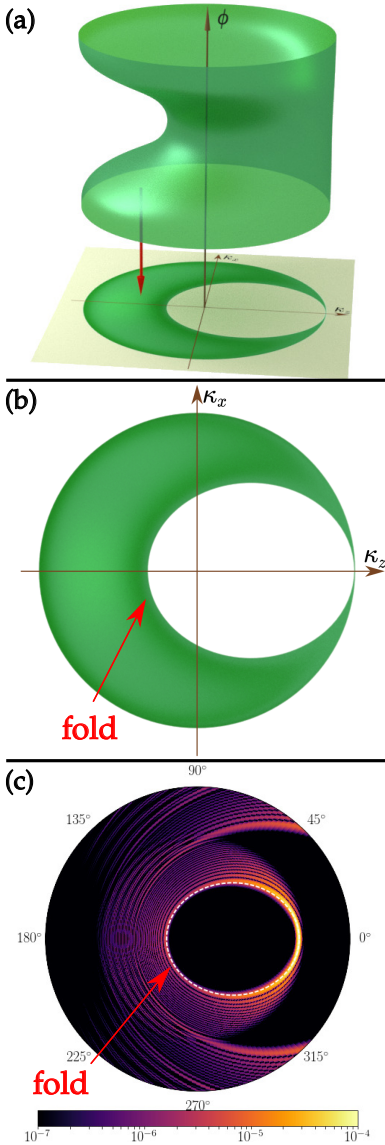 (a)
ϕ
κx
κz
(b)
κx
κz
fold
(c)
90°
135°
45°
180°
0°
fold
225°
315°
270°
10⁻⁷
10⁻⁶
10⁻⁵
10⁻⁴